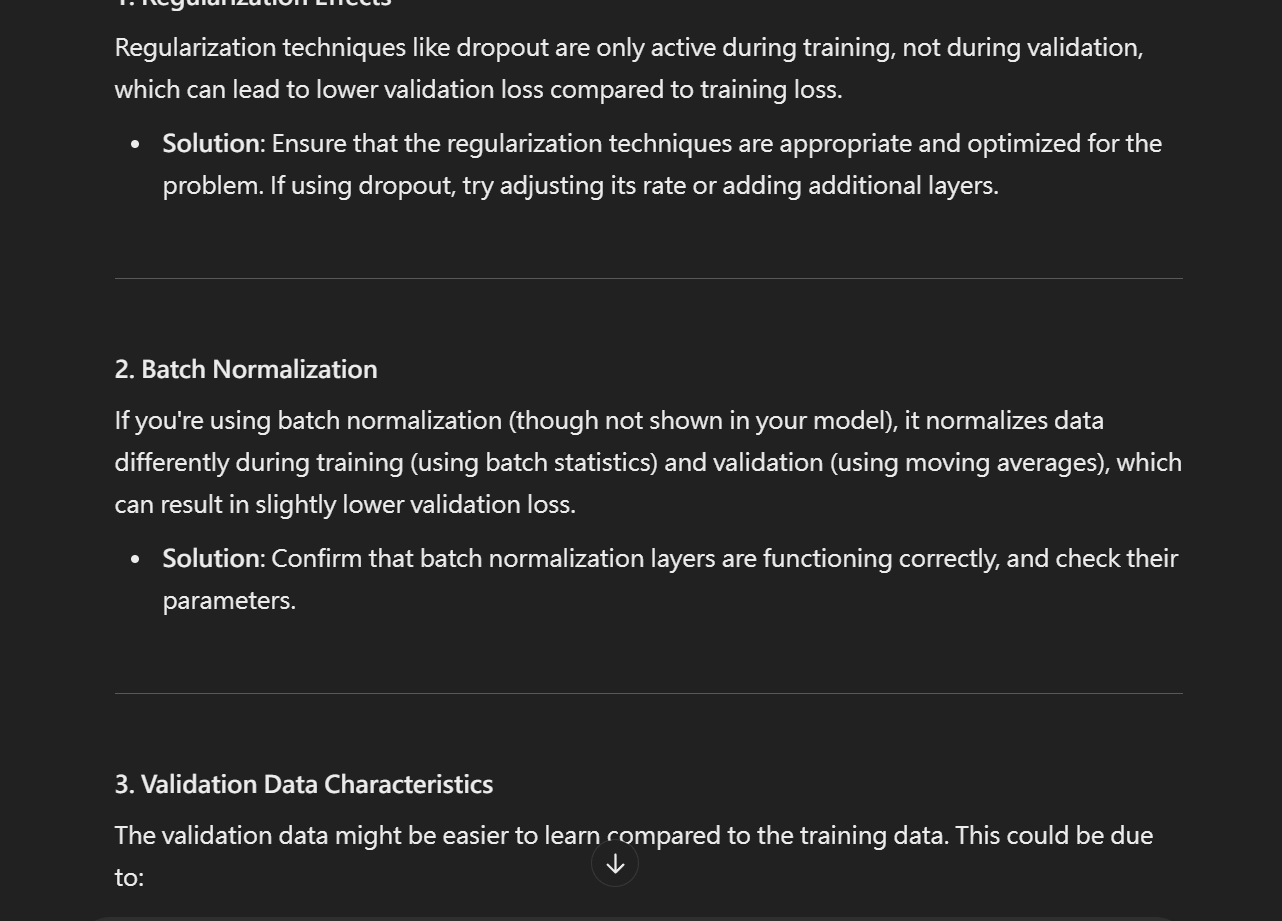 1. Regularization Effects
Regularization techniques like dropout are only active during training, not during validation,
which can lead to lower validation loss compared to training loss.
• Solution: Ensure that the regularization techniques are appropriate and optimized for the
problem. If using dropout, try adjusting its rate or adding additional layers.
2. Batch Normalization
If you're using batch normalization (though not shown in your model), it normalizes data
differently during training (using batch statistics) and validation (using moving averages), which
can result in slightly lower validation loss.
• Solution: Confirm that batch normalization layers are functioning correctly, and check their
parameters.
3. Validation Data Characteristics
The validation data might be easier to learn compared to the training data. This could be due
to: